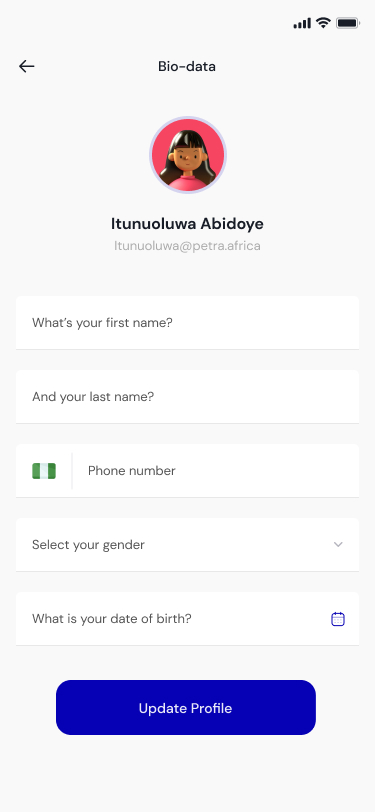 Bio-data
Itunuoluwa Abidoye
Itunuoluwa@petra.africa
What's your first name?
And your last name?
Phone number
Select your gender
What is your date of birth?
Update Profile